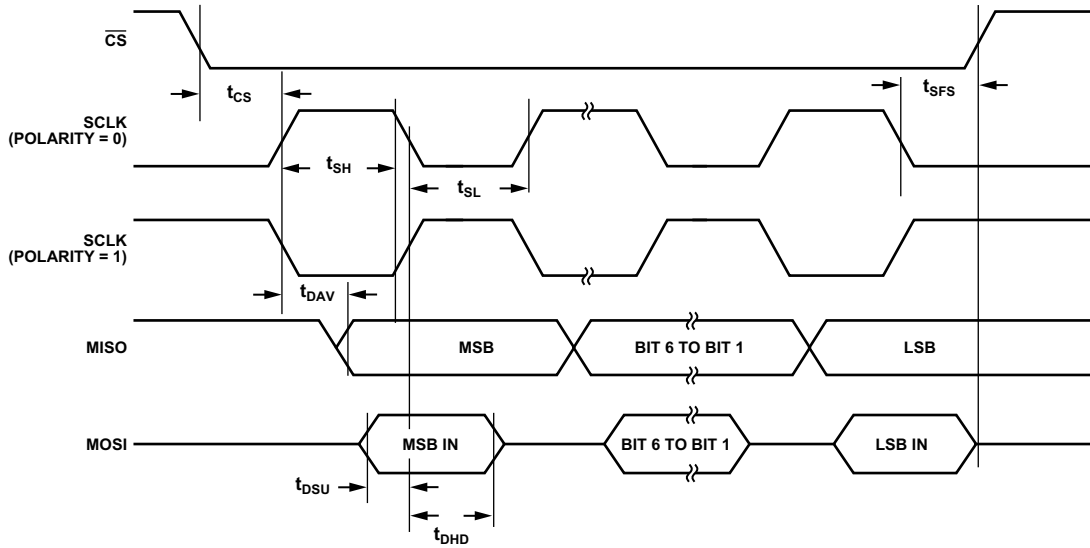 CS
tCS
tSFS
SCLK
(POLARITY = 0)
tSH
tSL
SCLK
(POLARITY = 1)
tDAV
MISO
MSB
BIT 6 TO BIT 1
LSB
MOSI
MSB IN
BIT 6 TO BIT 1
LSB IN
tDSU
tDHD